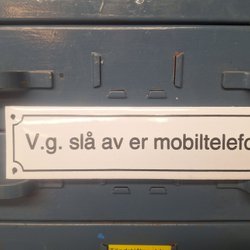 V.g. slå av er mobiltelefo